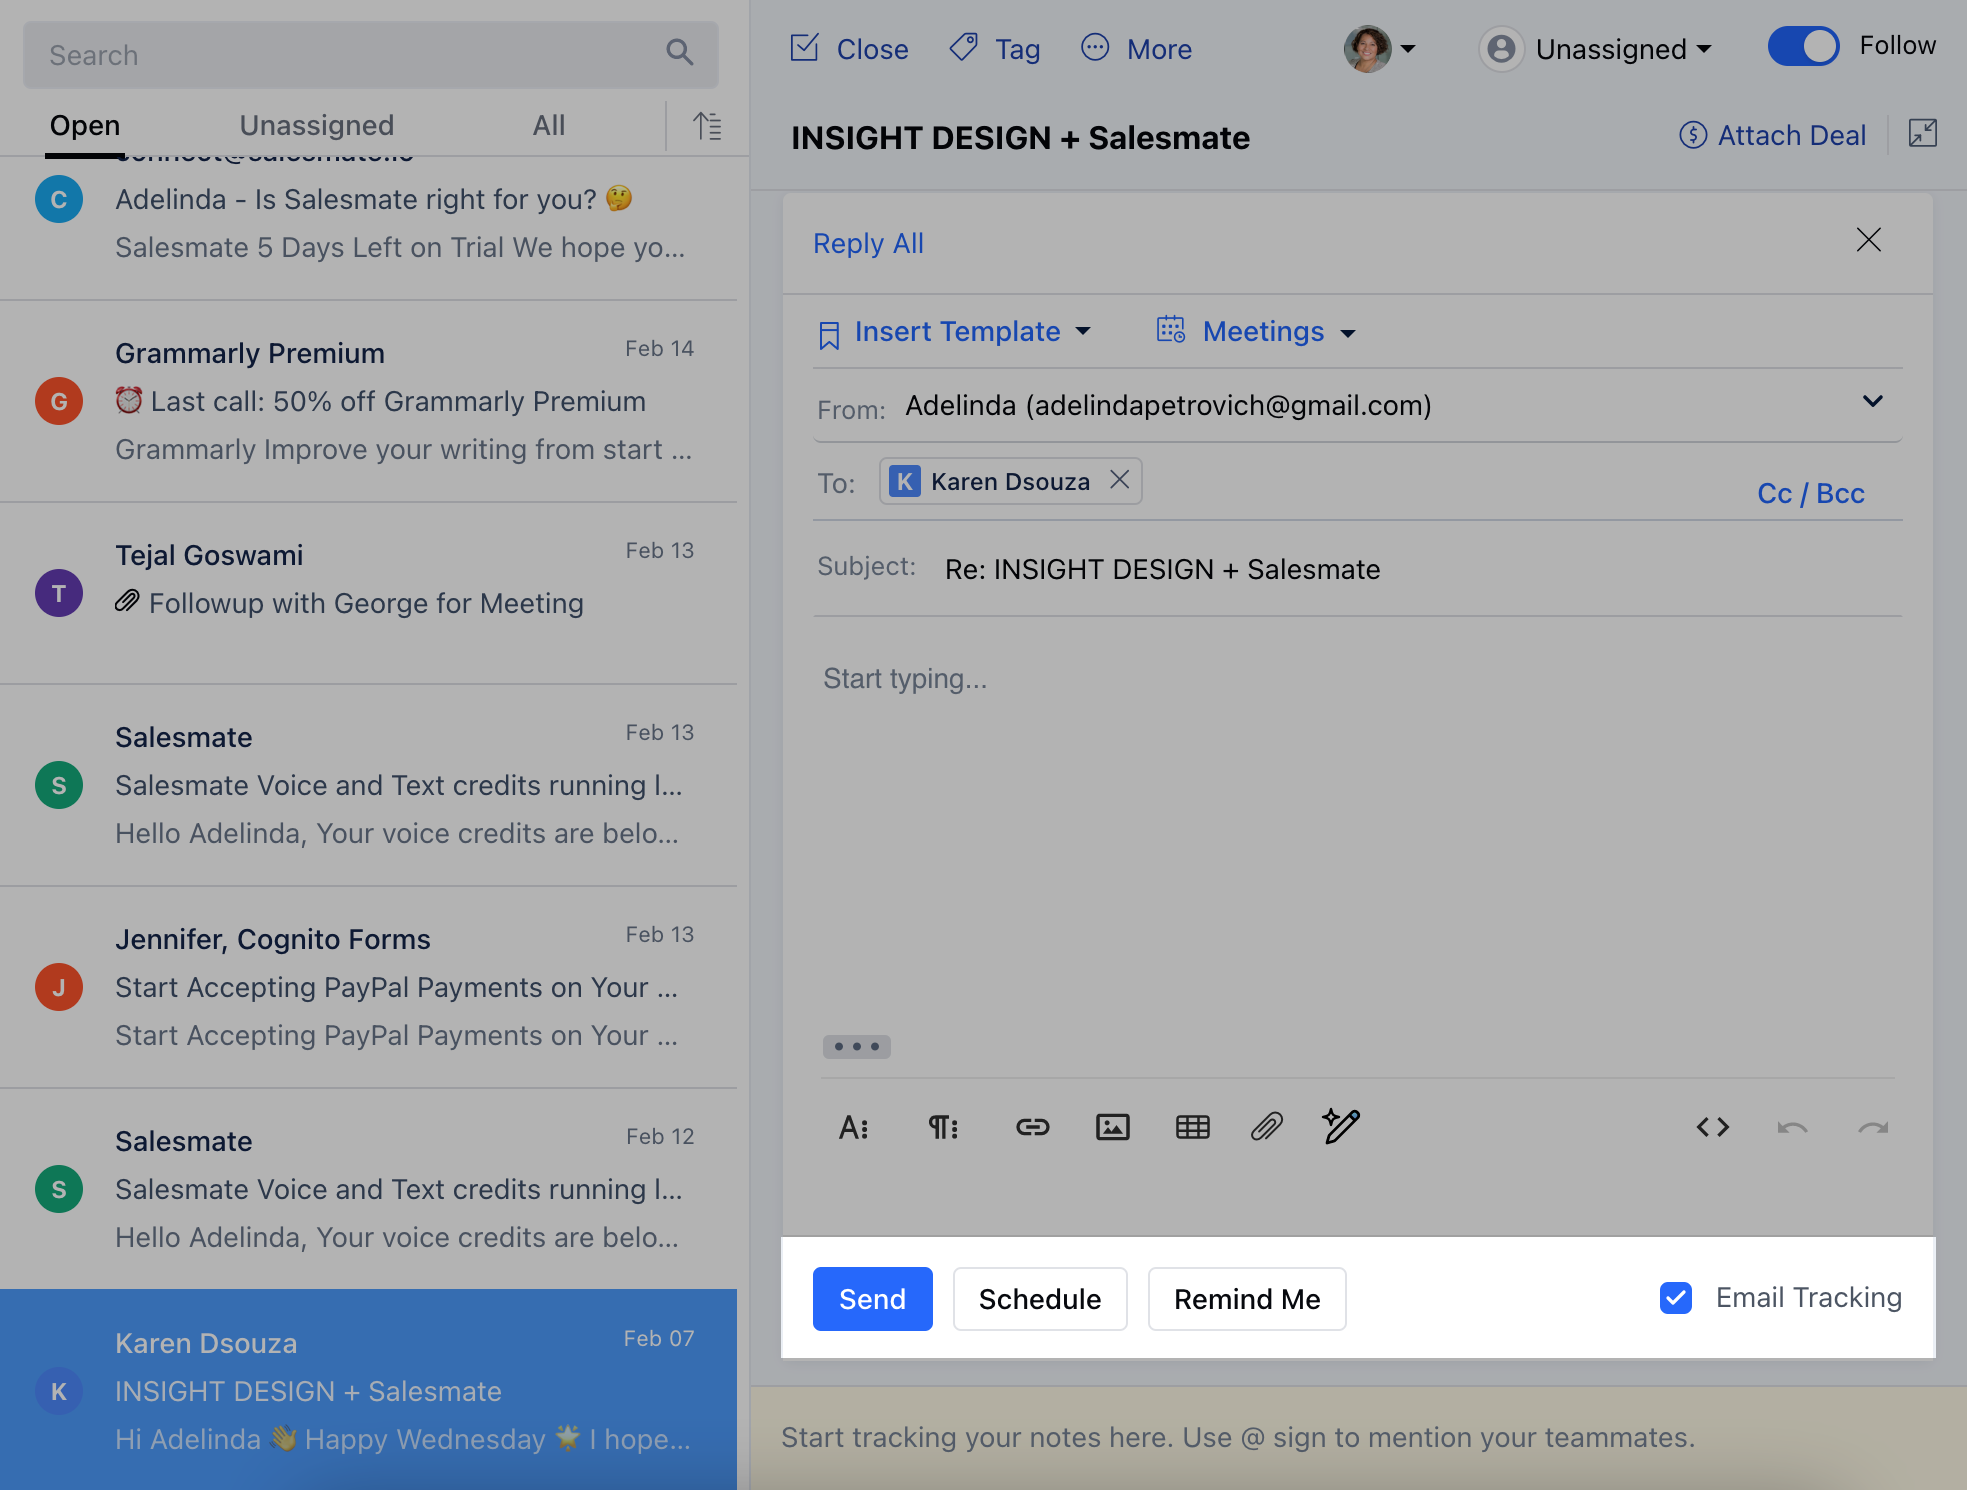 Search
Open Unassigned All
connect@salesmate.io
C
Adelinda - Is Salesmate right for you? 🤔
Salesmate 5 Days Left on Trial We hope yo...
Grammarly Premium Feb 14
G
⏰ Last call: 50% off Grammarly Premium
Grammarly Improve your writing from start ...
Tejal Goswami Feb 13
T
Followup with George for Meeting
Salesmate Feb 13
S
Salesmate Voice and Text credits running l...
Hello Adelinda, Your voice credits are belo...
Jennifer, Cognito Forms Feb 13
J
Start Accepting PayPal Payments on Your ...
Start Accepting PayPal Payments on Your ...
Salesmate Feb 12
S
Salesmate Voice and Text credits running l...
Hello Adelinda, Your voice credits are belo...
Karen Dsouza Feb 07
K
INSIGHT DESIGN + Salesmate
Hi Adelinda 👋 Happy Wednesday 🌟 I hope...
Close Tag More Unassigned Follow
INSIGHT DESIGN + Salesmate Attach Deal
Reply All
Insert Template Meetings
From: Adelinda (adelindapetrovich@gmail.com)
To: K Karen Dsouza Cc / Bcc
Subject: Re: INSIGHT DESIGN + Salesmate
Start typing...
Send Schedule Remind Me Email Tracking
Start tracking your notes here. Use @ sign to mention your teammates.